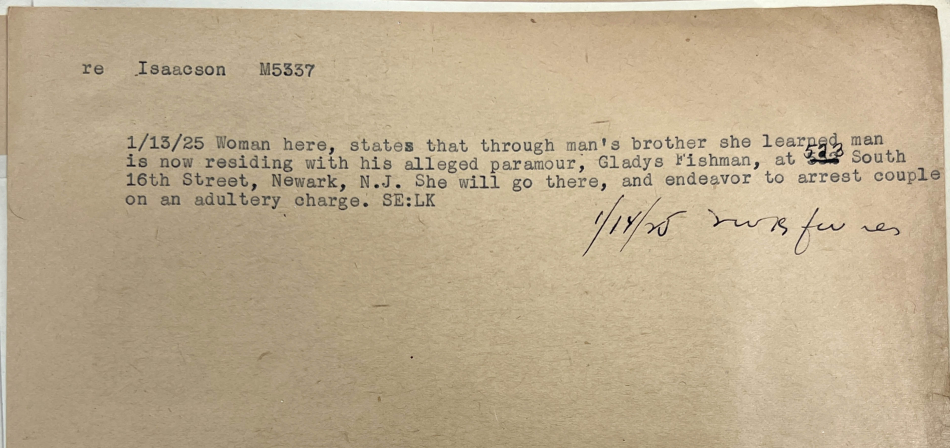 re Isaacson M5337
1/13/25 Woman here, states that through man's brother she learned man
is now residing with his alleged paramour, Gladys Fishman, at 523 South
16th Street, Newark, N.J. She will go there, and endeavor to arrest couple
on an adultery charge. SE:LK
1/14/25